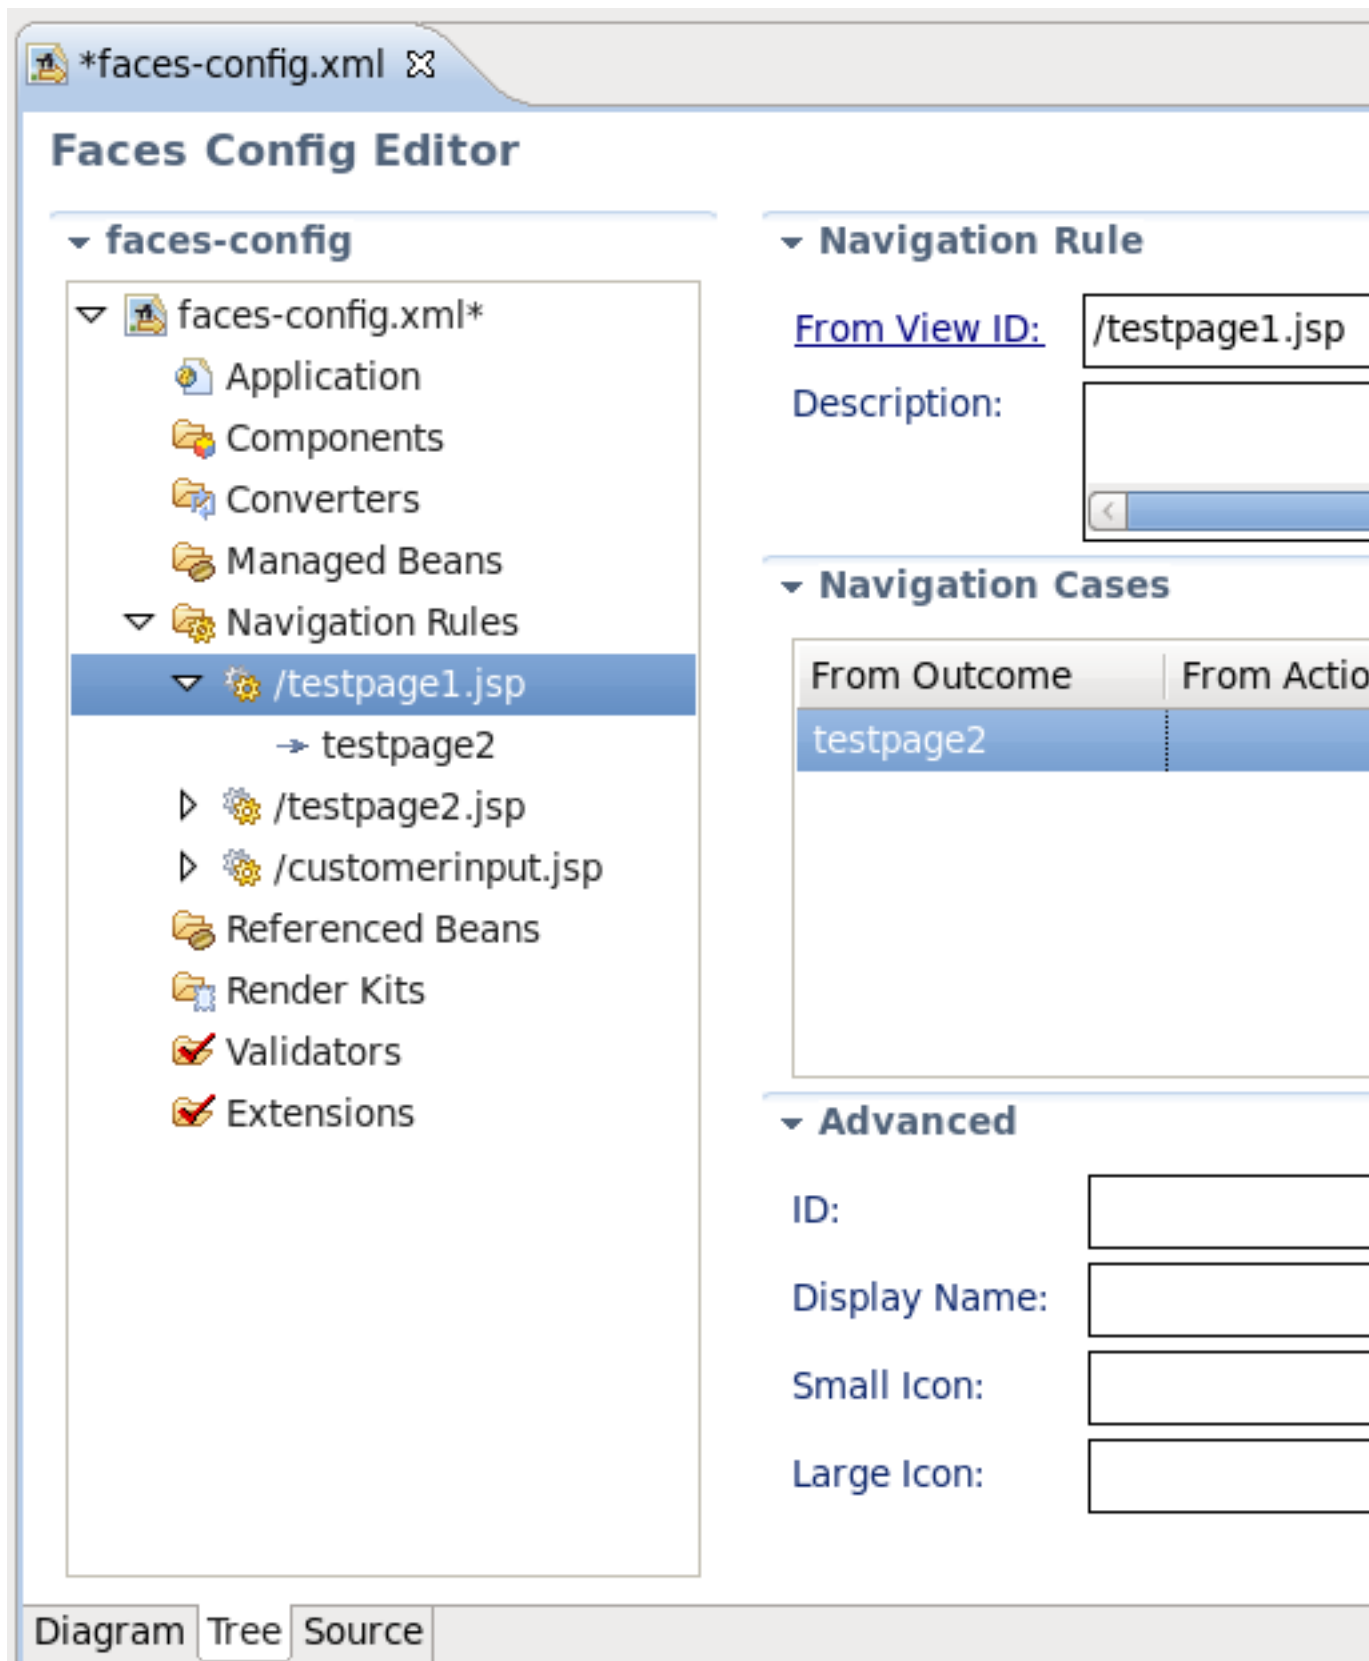 *faces-config.xml
Faces Config Editor
faces-config
faces-config.xml*
Application
Components
Converters
Managed Beans
Navigation Rules
/testpage1.jsp
testpage2
/testpage2.jsp
/customerinput.jsp
Referenced Beans
Render Kits
Validators
Extensions
Navigation Rule
From View ID: /testpage1.jsp
Description:
Navigation Cases
From Outcome From Actio
testpage2
Advanced
ID:
Display Name:
Small Icon:
Large Icon:
Diagram Tree Source